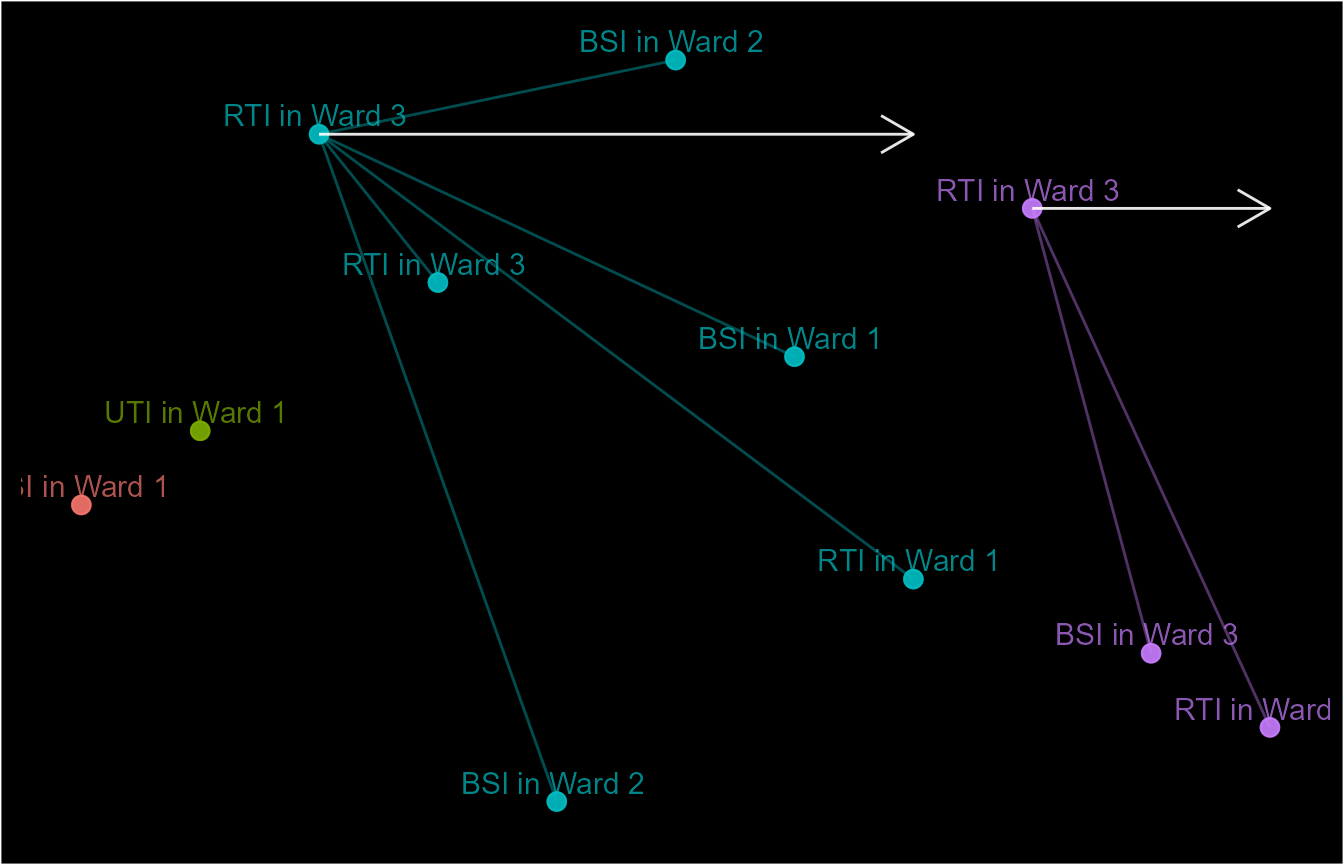 BSI in Ward 2
RTI in Ward 3
RTI in Ward 3
RTI in Ward 3
BSI in Ward 1
UTI in Ward 1
in Ward 1
RTI in Ward 1
BSI in Ward 3
RTI in Ward
BSI in Ward 2